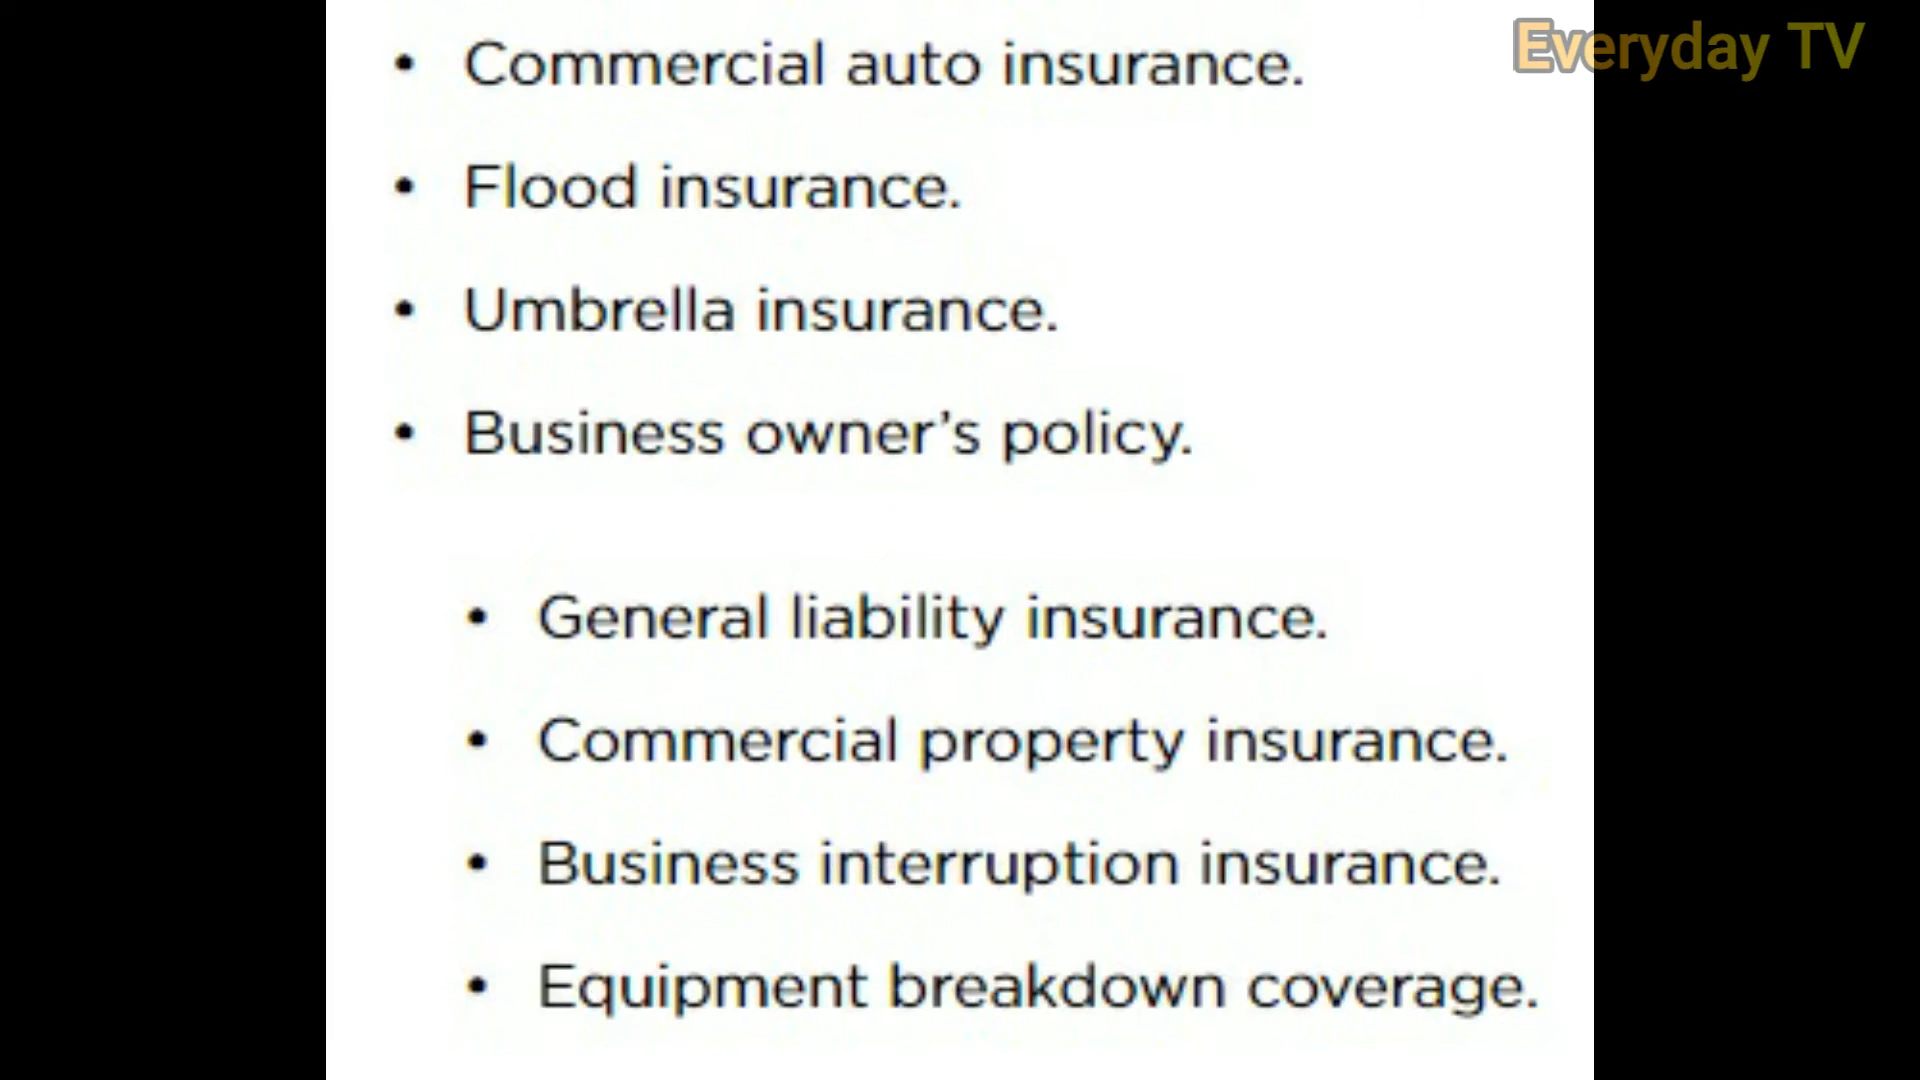 Everyday TV
• Commercial auto insurance.
• Flood insurance.
• Umbrella insurance.
• Business owner’s policy.
• General liability insurance.
• Commercial property insurance.
• Business interruption insurance.
• Equipment breakdown coverage.